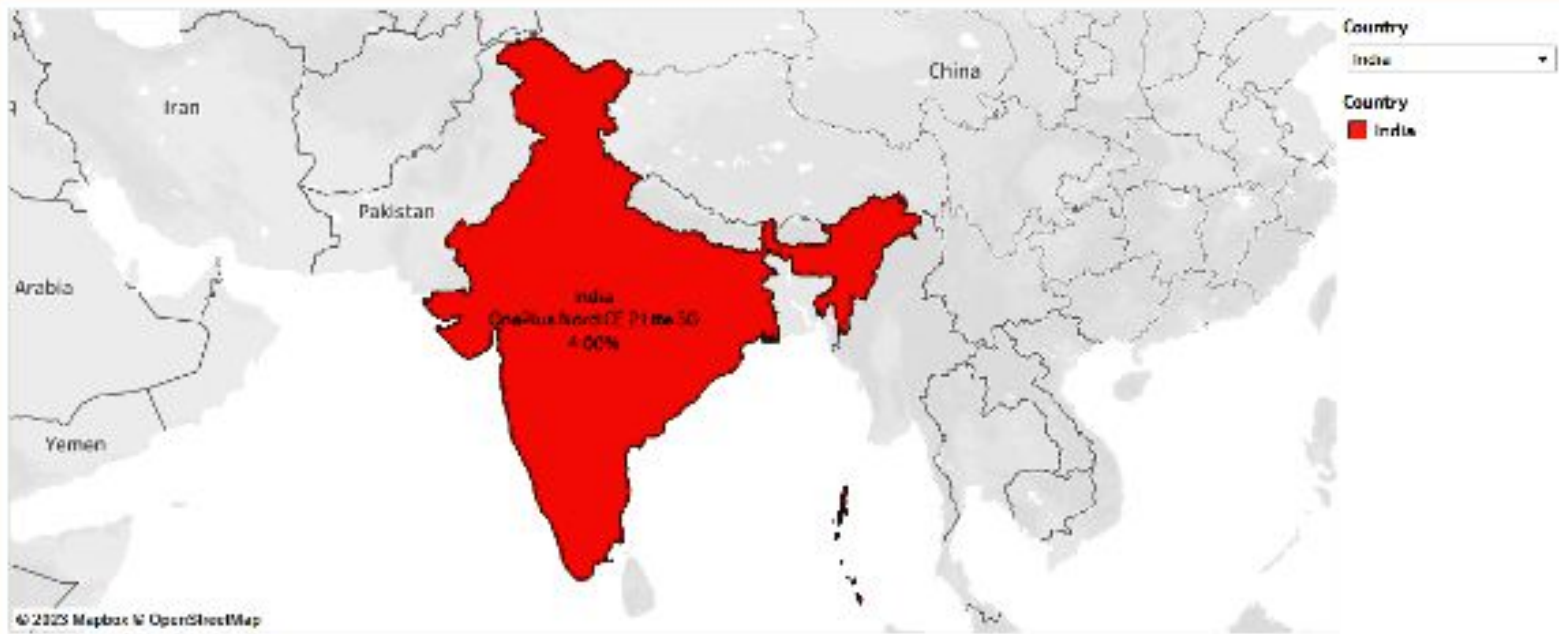 Country
India
China
Country
India
Iran
Pakistan
Arabia
India
OnePlus Nord CE 2 Lite 5G
4.00%
Yemen
© 2023 Mapbox © OpenStreetMap